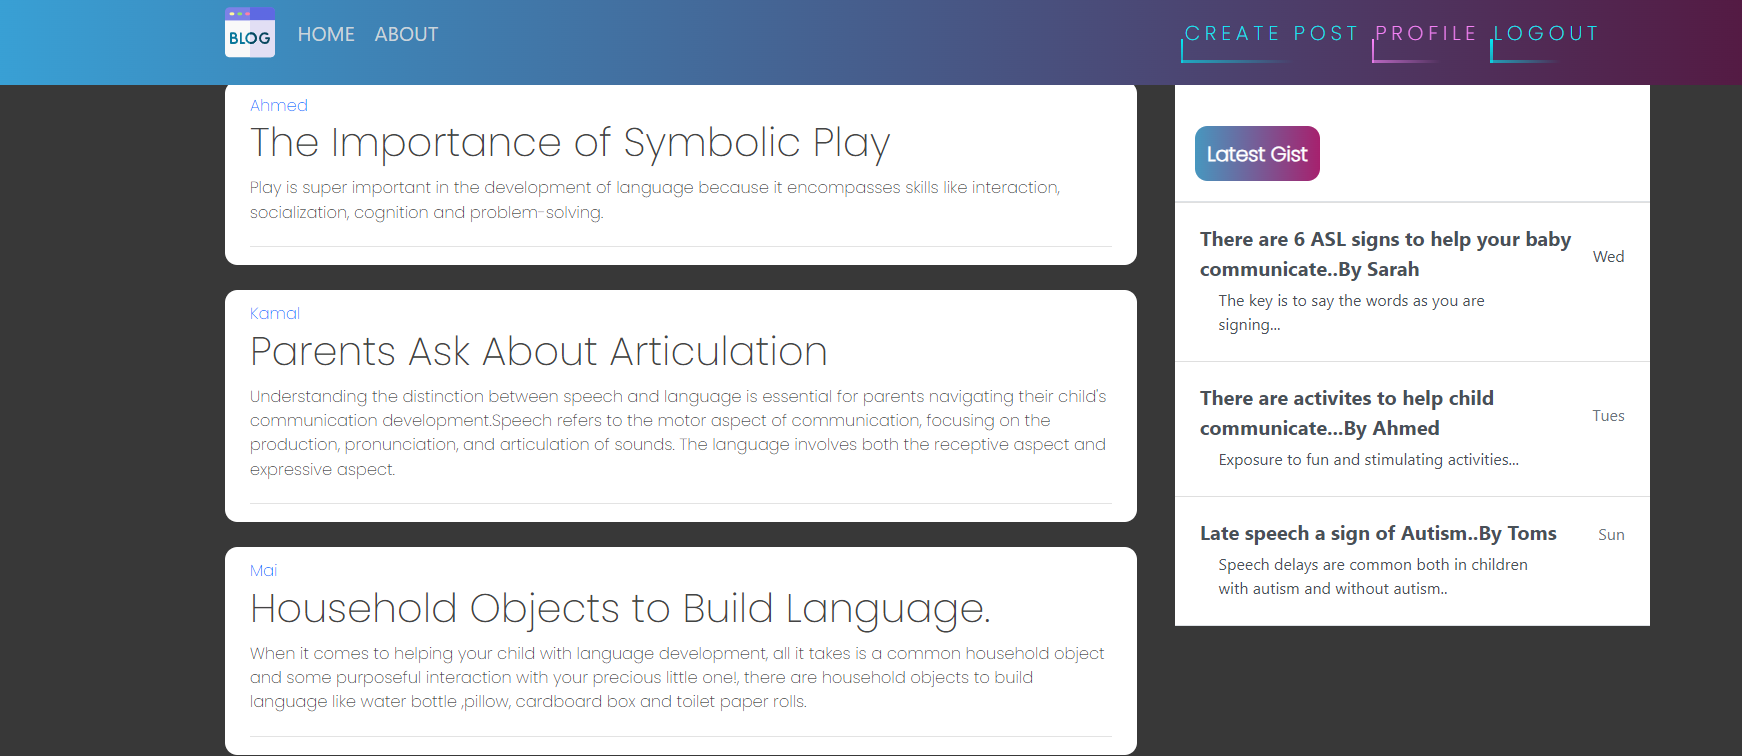 BLOG
HOME ABOUT
CREATE POST PROFILE LOGOUT
Ahmed
The Importance of Symbolic Play
Play is super important in the development of language because it encompasses skills like interaction,
socialization, cognition and problem-solving.
Kamal
Parents Ask About Articulation
Understanding the distinction between speech and language is essential for parents navigating their child's
communication development.Speech refers to the motor aspect of communication, focusing on the
production, pronunciation, and articulation of sounds. The language involves both the receptive aspect and
expressive aspect.
Mai
Household Objects to Build Language.
When it comes to helping your child with language development, all it takes is a common household object
and some purposeful interaction with your precious little one!, there are household objects to build
language like water bottle ,pillow, cardboard box and toilet paper rolls.
Latest Gist
There are 6 ASL signs to help your baby
communicate..By Sarah
Wed
The key is to say the words as you are
signing...
There are activites to help child
communicate...By Ahmed
Tues
Exposure to fun and stimulating activities...
Late speech a sign of Autism..By Toms
Sun
Speech delays are common both in children
with autism and without autism..